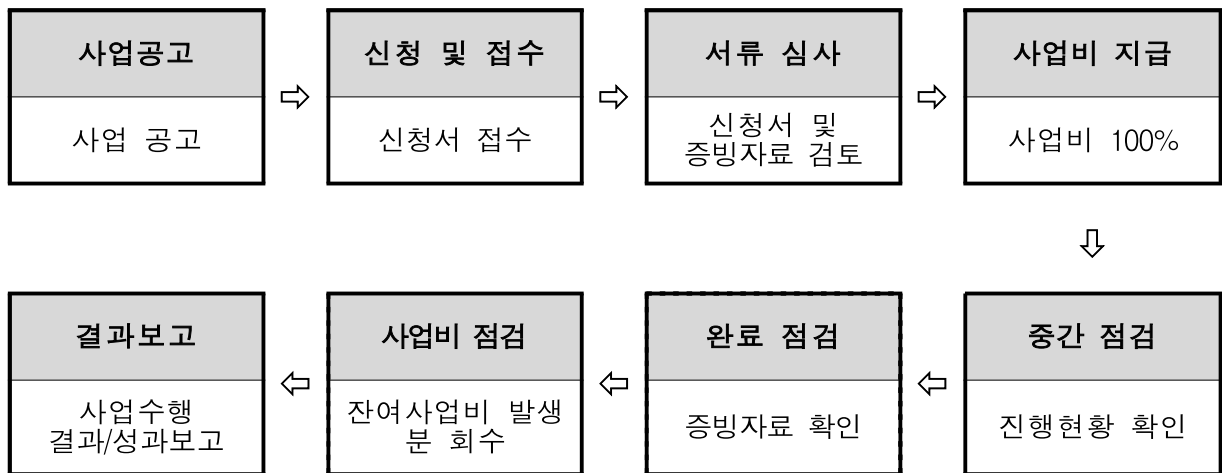 사업공고
사업 공고
신청 및 접수
신청서 접수
서류 심사
신청서 및
증빙자료 검토
사업비 지급
사업비 100%
중간 점검
진행현황 확인
완료 점검
증빙자료 확인
사업비 점검
잔여사업비 발생
분 회수
결과보고
사업수행
결과/성과보고